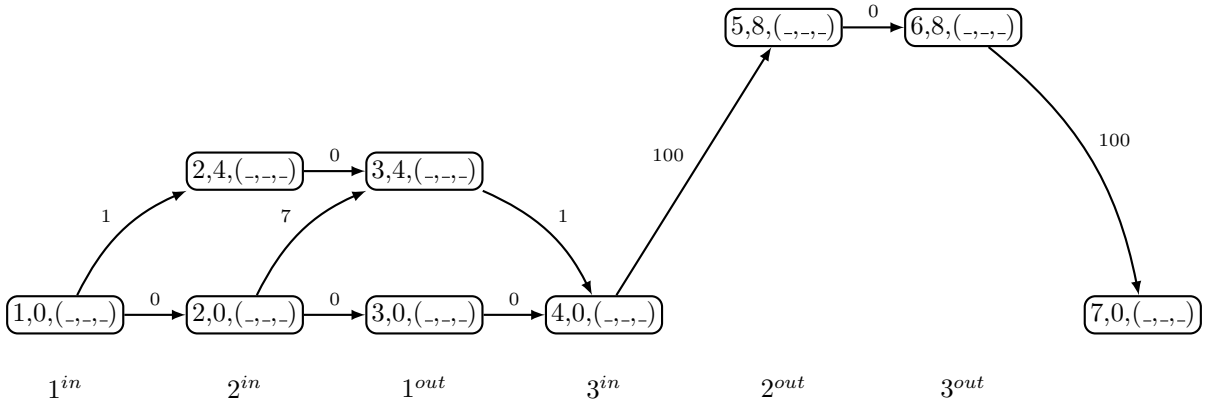 5,8,(_,_,_) 0 6,8,(_,_,_)
100 100
2,4,(_,_,_) 0 3,4,(_,_,_)
1 7 1
1,0,(_,_,_) 0 2,0,(_,_,_) 0 3,0,(_,_,_) 0 4,0,(_,_,_) 7,0,(_,_,_)
1^{in} 2^{in} 1^{out} 3^{in} 2^{out} 3^{out}